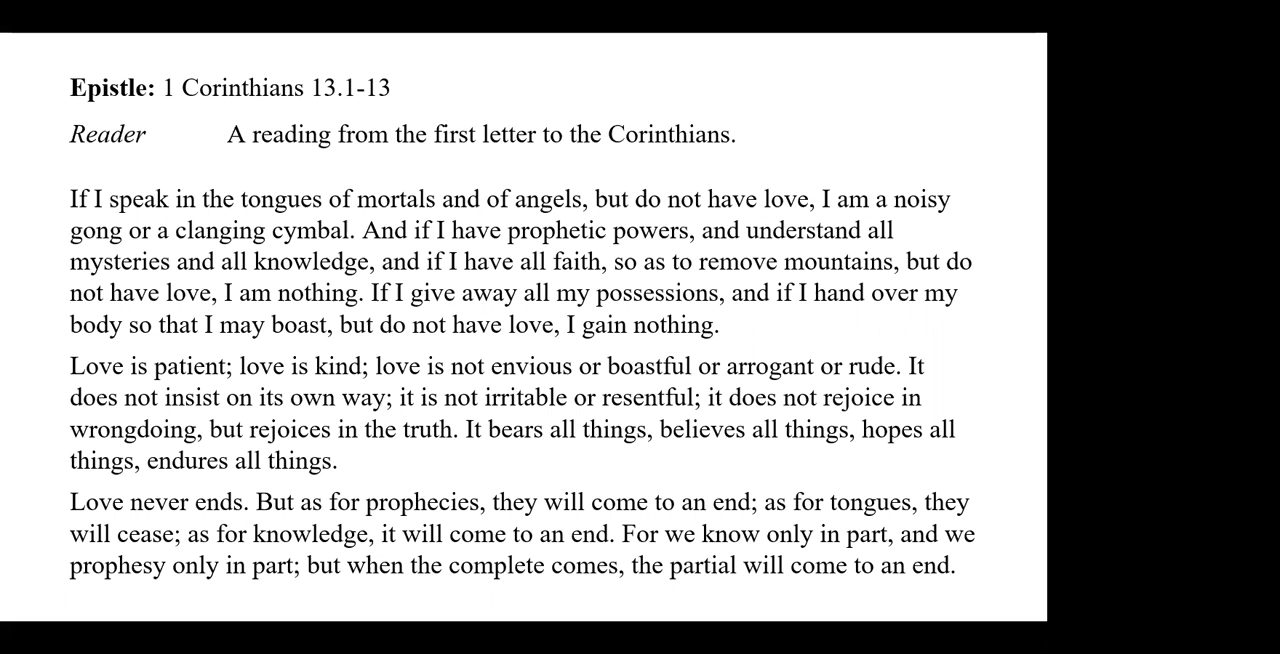 Epistle: 1 Corinthians 13.1-13
Reader A reading from the first letter to the Corinthians.
If I speak in the tongues of mortals and of angels, but do not have love, I am a noisy
gong or a clanging cymbal. And if I have prophetic powers, and understand all
mysteries and all knowledge, and if I have all faith, so as to remove mountains, but do
not have love, I am nothing. If I give away all my possessions, and if I hand over my
body so that I may boast, but do not have love, I gain nothing.
Love is patient; love is kind; love is not envious or boastful or arrogant or rude. It
does not insist on its own way; it is not irritable or resentful; it does not rejoice in
wrongdoing, but rejoices in the truth. It bears all things, believes all things, hopes all
things, endures all things.
Love never ends. But as for prophecies, they will come to an end; as for tongues, they
will cease; as for knowledge, it will come to an end. For we know only in part, and we
prophesy only in part; but when the complete comes, the partial will come to an end.